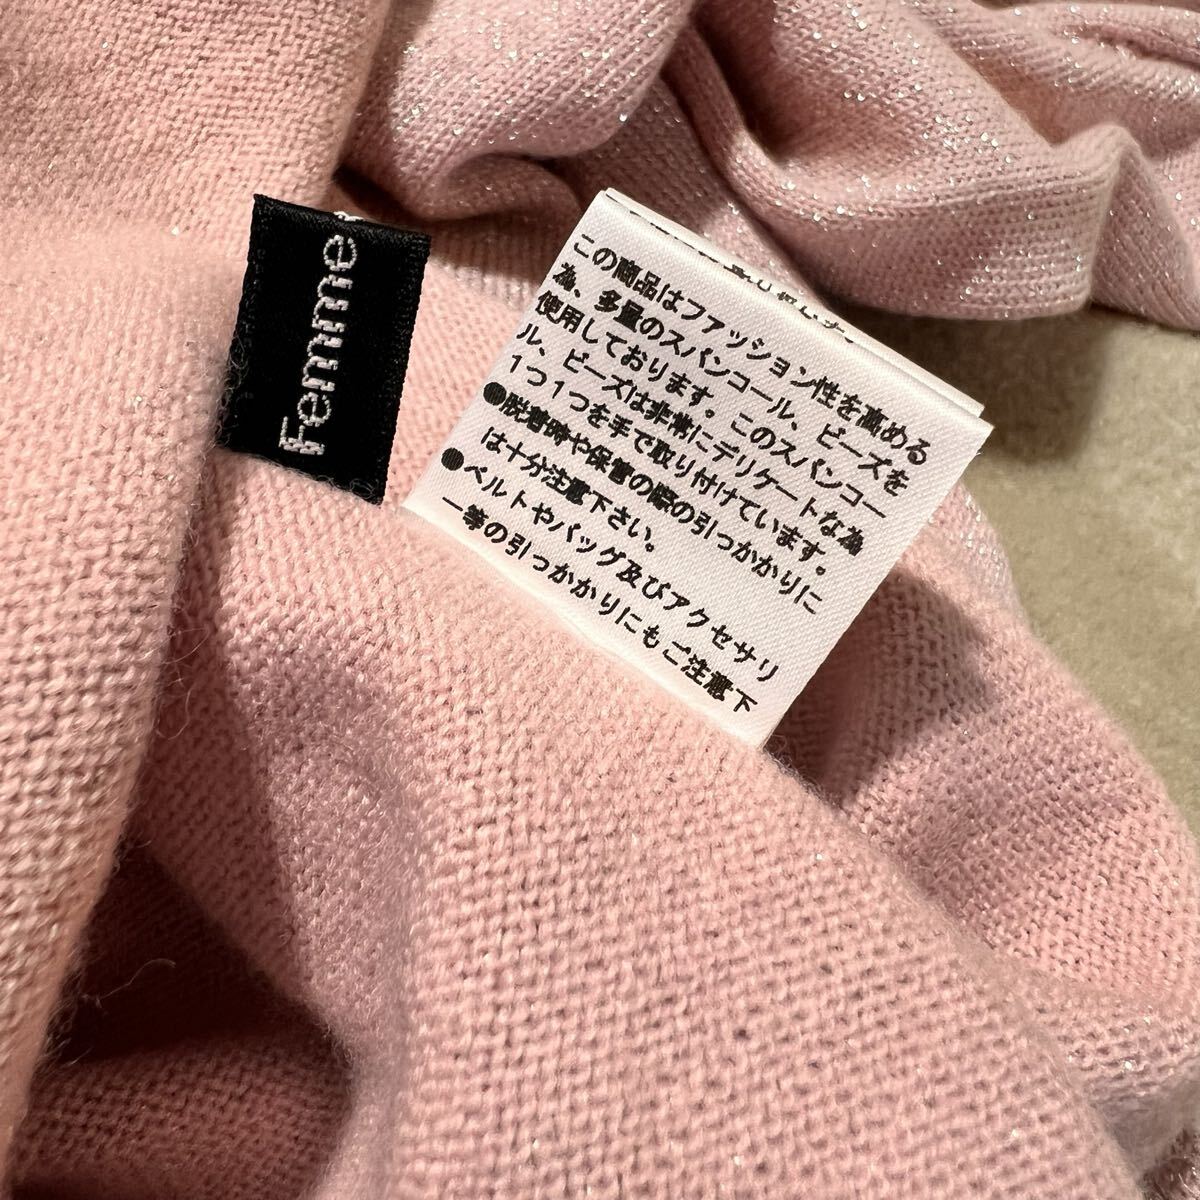 Femme
この商品はファッション性を高める
為、多量のスパンコール、ビーズを
使用しております。このスパンコー
ル、ビーズは非常にデリケートな為
１つ１つを手で取り付けています。
●脱着時や保管の際の引っかかりに
は十分注意下さい。
●ベルトやバッグ及びアクセサリ
ー等の引っかかりにもご注意下